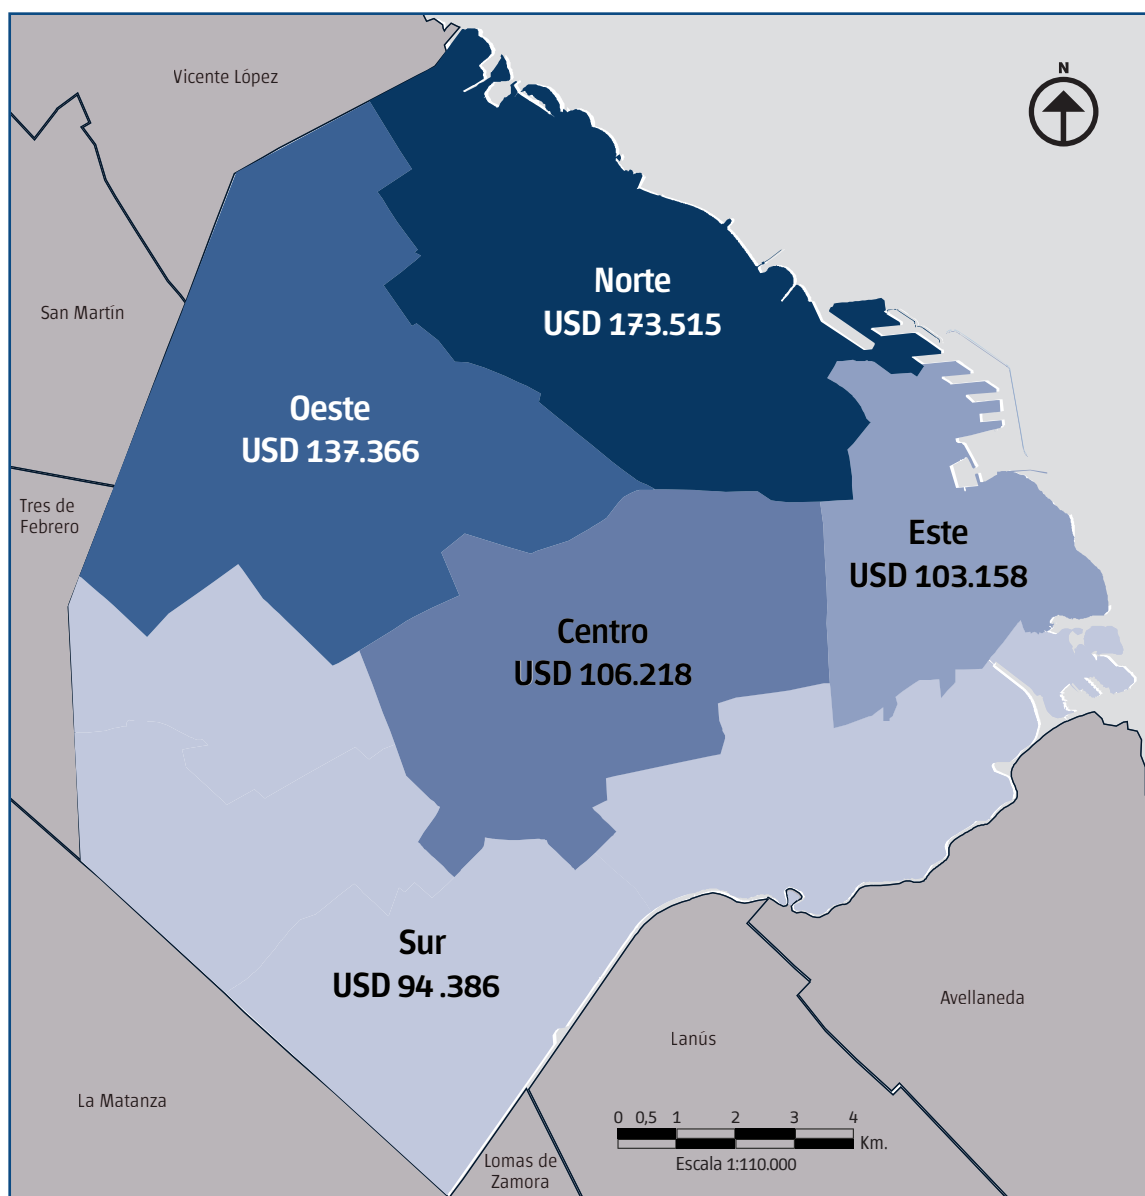 N
Vicente López
San Martín
Norte
USD 173.515
Oeste
USD 137.366
Tres de
Febrero
Este
USD 103.158
Centro
USD 106.218
Sur
USD 94 .386
Avellaneda
Lanús
La Matanza
0 0,5 1 2 3 4
Km.
Escala 1:110.000
Lomas de
Zamora